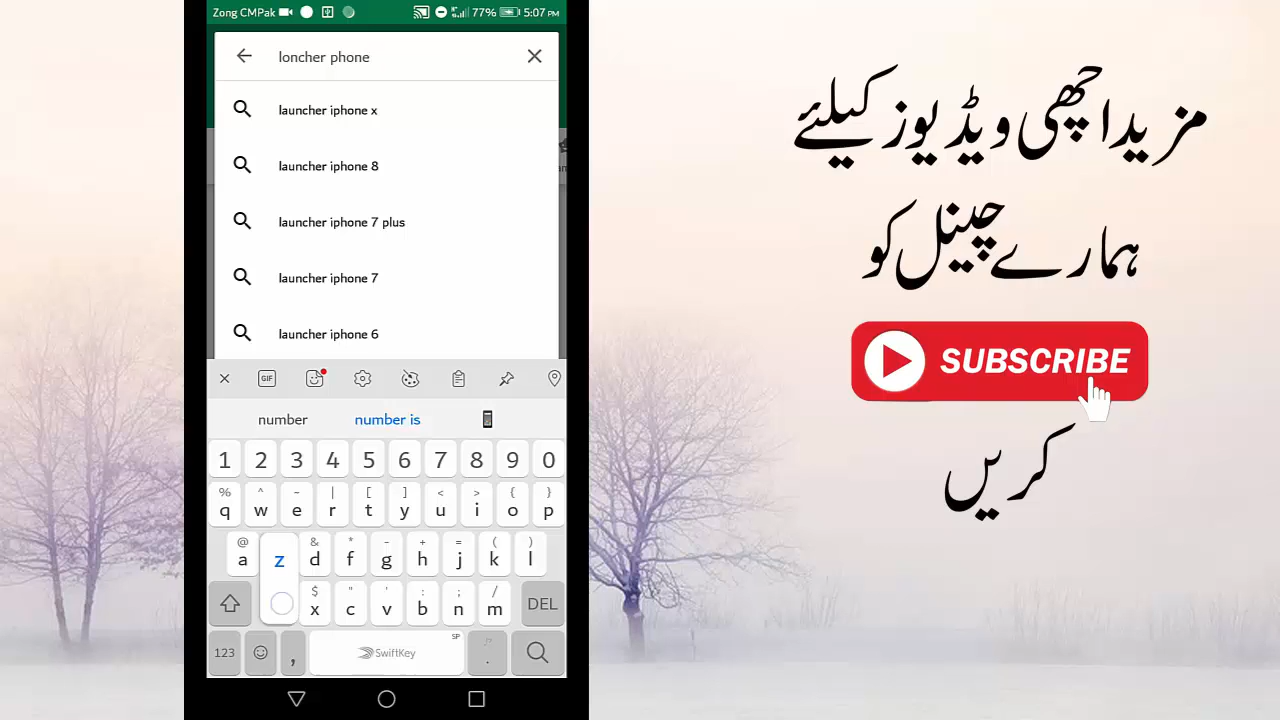 Zong CMPak 77% 5:07 PM
loncher phone
launcher iphone x
launcher iphone 8
launcher iphone 7 plus
launcher iphone 7
launcher iphone 6
GIF
number number is
1 2 3 4 5 6 7 8 9 0
% ^ ~ | [ ] < > { }
q w e r t y u i o p
@ & * - + = ( )
a z d f g h j k l
$ " ' : ; /
x c v b n m DEL
SP
123 , SwiftKey .
مزید اچھی ویڈیوز کیلئے
ہمارے چینل کو
SUBSCRIBE
کریں